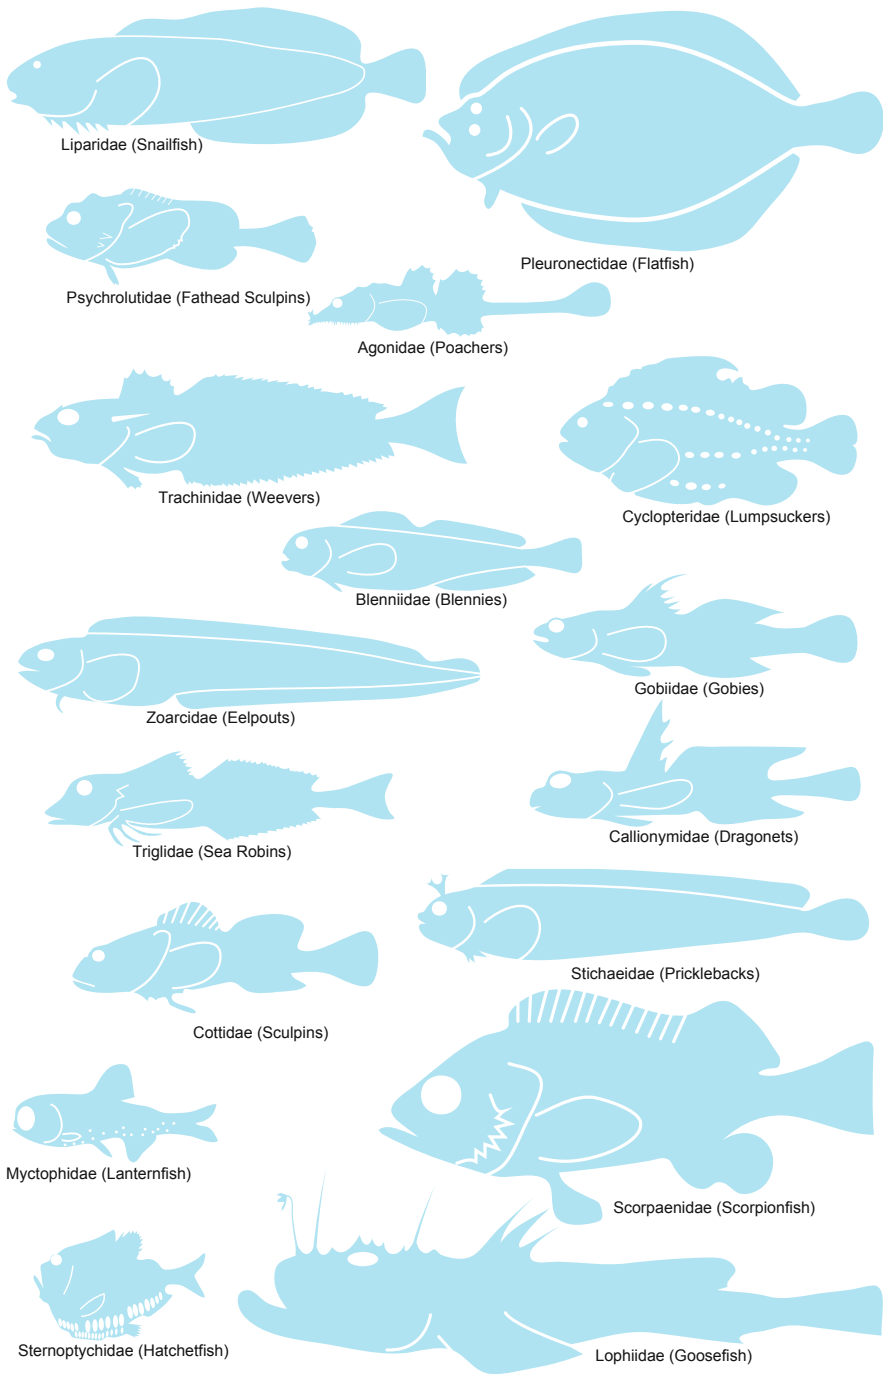 Liparidae (Snailfish)
Pleuronectidae (Flatfish)
Psychrolutidae (Fathead Sculpins)
Agonidae (Poachers)
Trachinidae (Weevers)
Cyclopteridae (Lumpsuckers)
Blenniidae (Blennies)
Gobiidae (Gobies)
Zoarcidae (Eelpouts)
Callionymidae (Dragonets)
Triglidae (Sea Robins)
Stichaeidae (Pricklebacks)
Cottidae (Sculpins)
Myctophidae (Lanternfish)
Scorpaenidae (Scorpionfish)
Sternoptychidae (Hatchetfish)
Lophiidae (Goosefish)